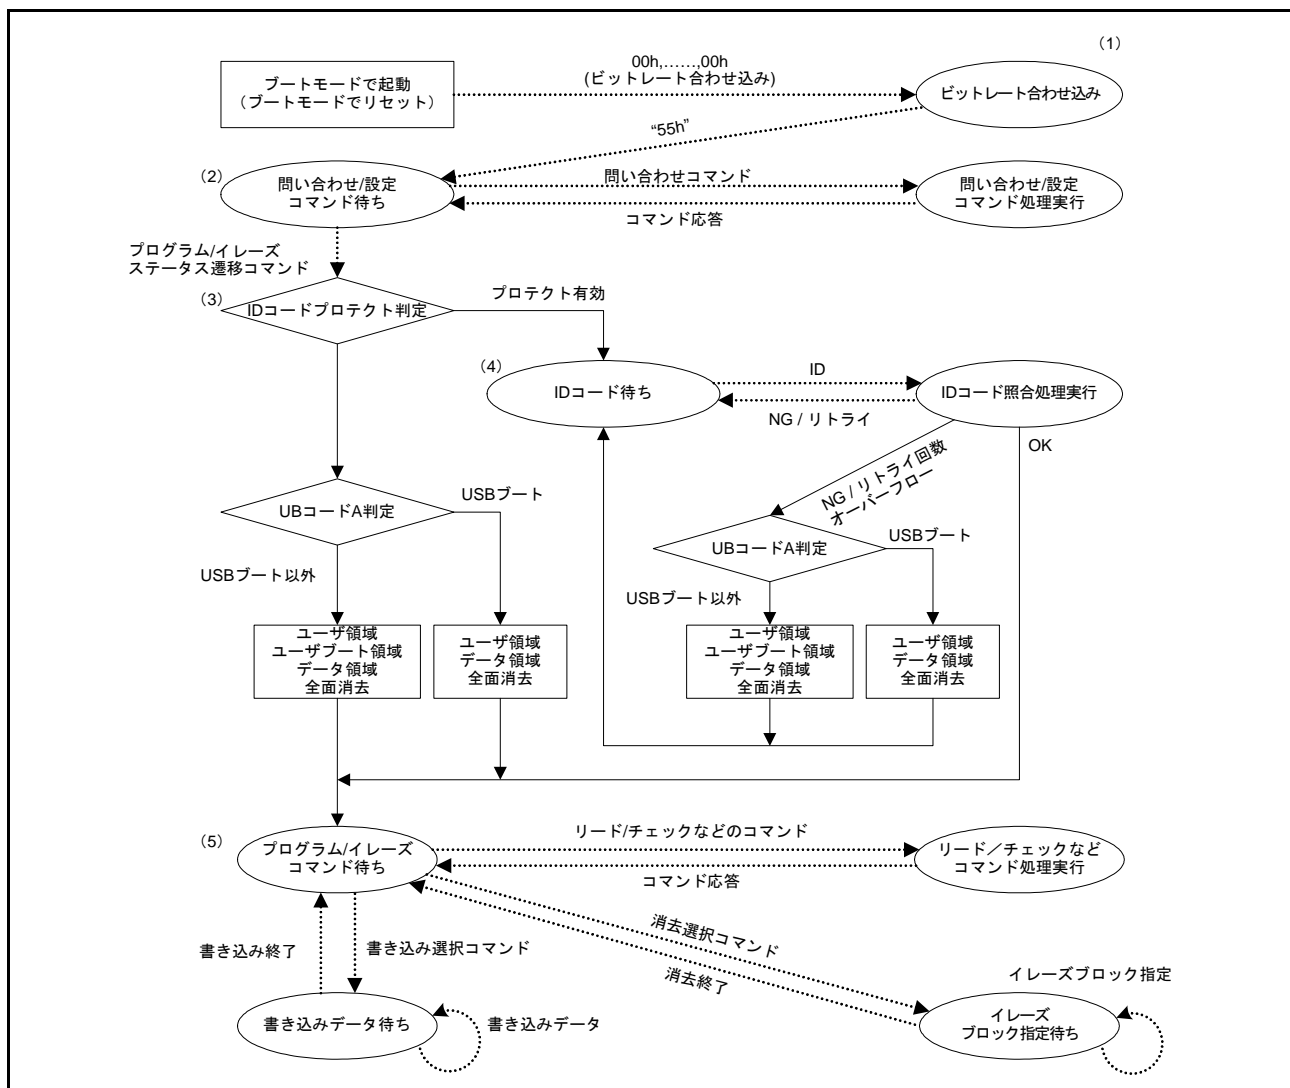 (1)
ブートモードで起動
(ブートモードでリセット)
00h,……,00h
(ビットレート合わせ込み)
ビットレート合わせ込み
“55h”
(2)
問い合わせ/設定
コマンド待ち
問い合わせコマンド
コマンド応答
問い合わせ/設定
コマンド処理実行
プログラム/イレーズ
ステータス遷移コマンド
(3)
IDコードプロテクト判定
プロテクト有効
(4)
IDコード待ち
ID
NG / リトライ
IDコード照合処理実行
OK
NG / リトライ回数
オーバーフロー
UBコードA判定
USBブート
USBブート以外
ユーザ領域
ユーザブート領域
データ領域
全面消去
ユーザ領域
データ領域
全面消去
UBコードA判定
USBブート
USBブート以外
ユーザ領域
ユーザブート領域
データ領域
全面消去
ユーザ領域
データ領域
全面消去
(5)
プログラム/イレーズ
コマンド待ち
リード/チェックなどのコマンド
コマンド応答
リード／チェックなど
コマンド処理実行
書き込み終了
書き込み選択コマンド
消去選択コマンド
消去終了
イレーズブロック指定
書き込みデータ待ち
書き込みデータ
イレーズ
ブロック指定待ち